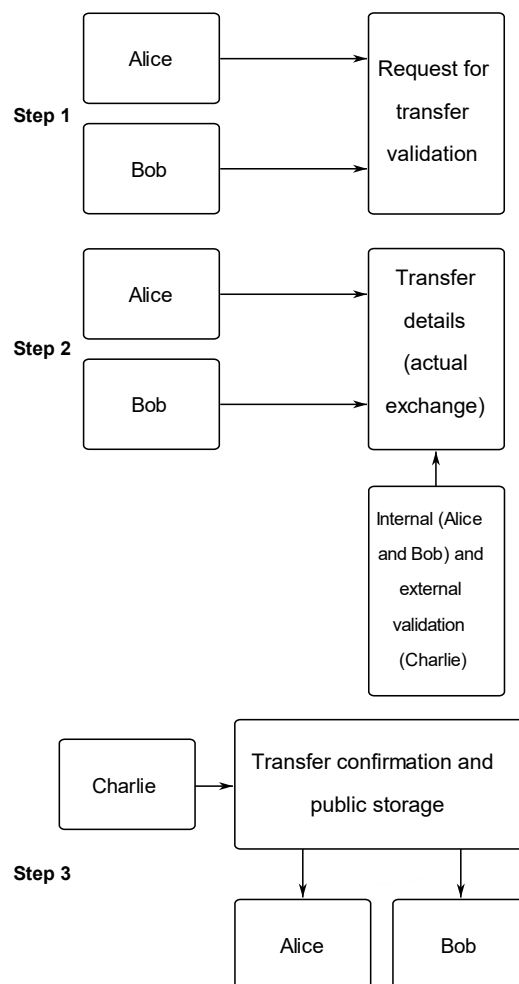 Alice
Request for
transfer
validation
Step 1
Bob
Alice
Transfer
details
(actual
exchange)
Step 2
Bob
Internal (Alice
and Bob) and
external
validation
(Charlie)
Charlie
Transfer confirmation and
public storage
Step 3
Alice
Bob